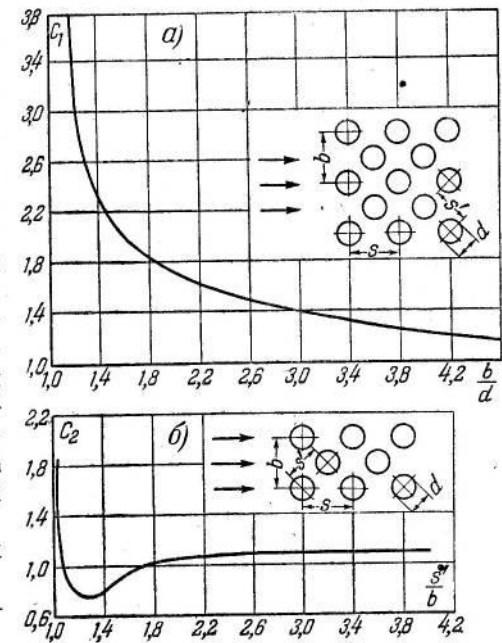 3,8 C₁ а)
3,4
3,0
2,6
2,2
1,8
1,4
1,0
b
s'
d
s
1,0 1,4 1,8 2,2 2,6 3,0 3,4 3,8 4,2 b/d
2,2 C₂ б)
1,8
1,4
1,0
0,6
b
s'
d
s
1,0 1,4 1,8 2,2 2,6 3,0 3,4 3,8 s"/b